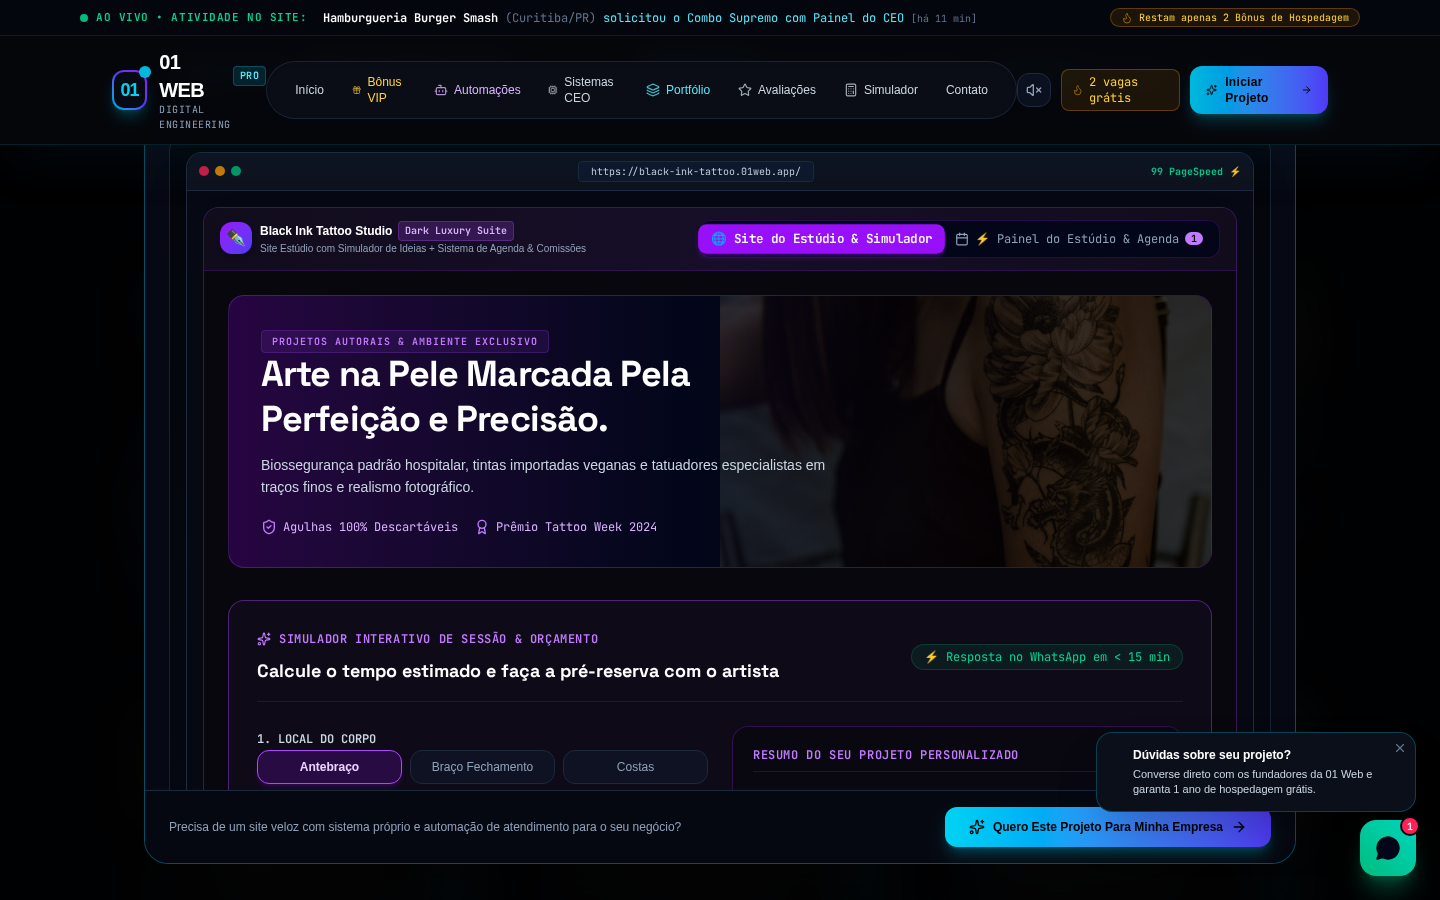 AO VIVO • ATIVIDADE NO SITE: Hamburgueria Burger Smash (Curitiba/PR) solicitou o Combo Supremo com Painel do CEO [há 11 min]
Restam apenas 2 Bônus de Hospedagem
01
01 WEB
PRO
DIGITAL ENGINEERING
Início
Bônus VIP
Automações
Sistemas CEO
Portfólio
Avaliações
Simulador
Contato
2 vagas grátis
Iniciar Projeto
https://black-ink-tattoo.01web.app/
99 PageSpeed ⚡
Black Ink Tattoo Studio
Dark Luxury Suite
Site Estúdio com Simulador de Ideias + Sistema de Agenda & Comissões
🌐 Site do Estúdio & Simulador
⚡ Painel do Estúdio & Agenda 1
PROJETOS AUTORAIS & AMBIENTE EXCLUSIVO
Arte na Pele Marcada Pela
Perfeição e Precisão.
Biossegurança padrão hospitalar, tintas importadas veganas e tatuadores especialistas em
traços finos e realismo fotográfico.
Agulhas 100% Descartáveis
Prêmio Tattoo Week 2024
SIMULADOR INTERATIVO DE SESSÃO & ORÇAMENTO
Calcule o tempo estimado e faça a pré-reserva com o artista
⚡ Resposta no WhatsApp em < 15 min
1. LOCAL DO CORPO
Antebraço
Braço Fechamento
Costas
RESUMO DO SEU PROJETO PERSONALIZADO
Dúvidas sobre seu projeto?
Converse direto com os fundadores da 01 Web e
garanta 1 ano de hospedagem grátis.
Precisa de um site veloz com sistema próprio e automação de atendimento para o seu negócio?
Quero Este Projeto Para Minha Empresa
1